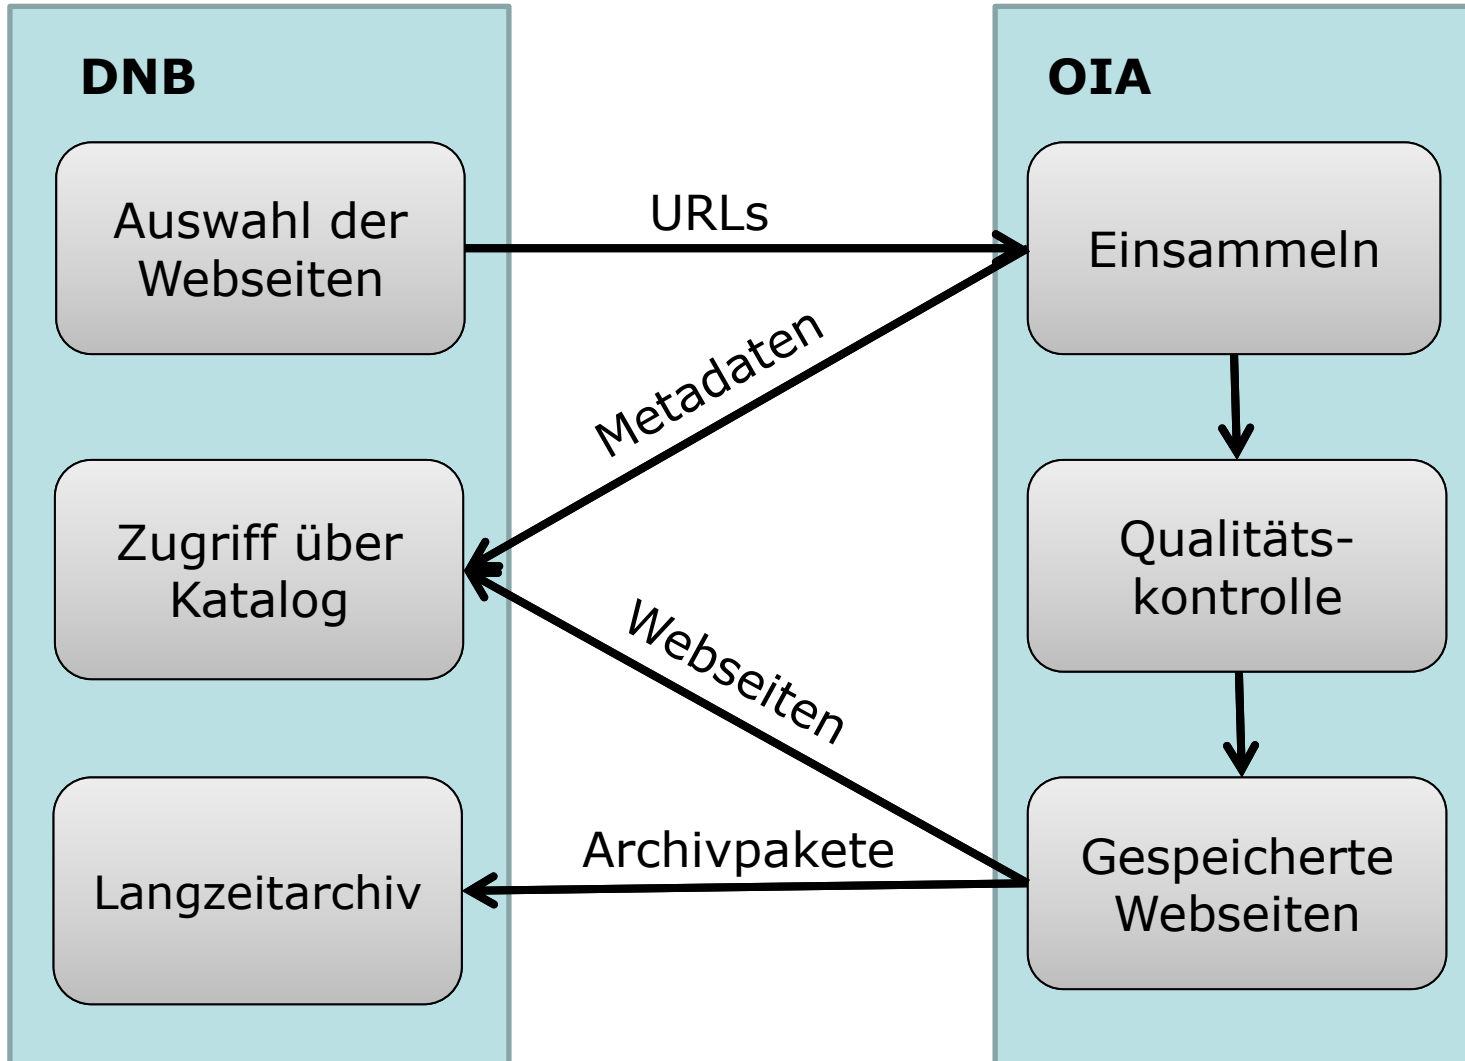 DNB
OIA
Auswahl der
Webseiten
URLs
Einsammeln
Metadaten
Zugriff über
Katalog
Qualitäts-
kontrolle
Webseiten
Langzeitarchiv
Archivpakete
Gespeicherte
Webseiten